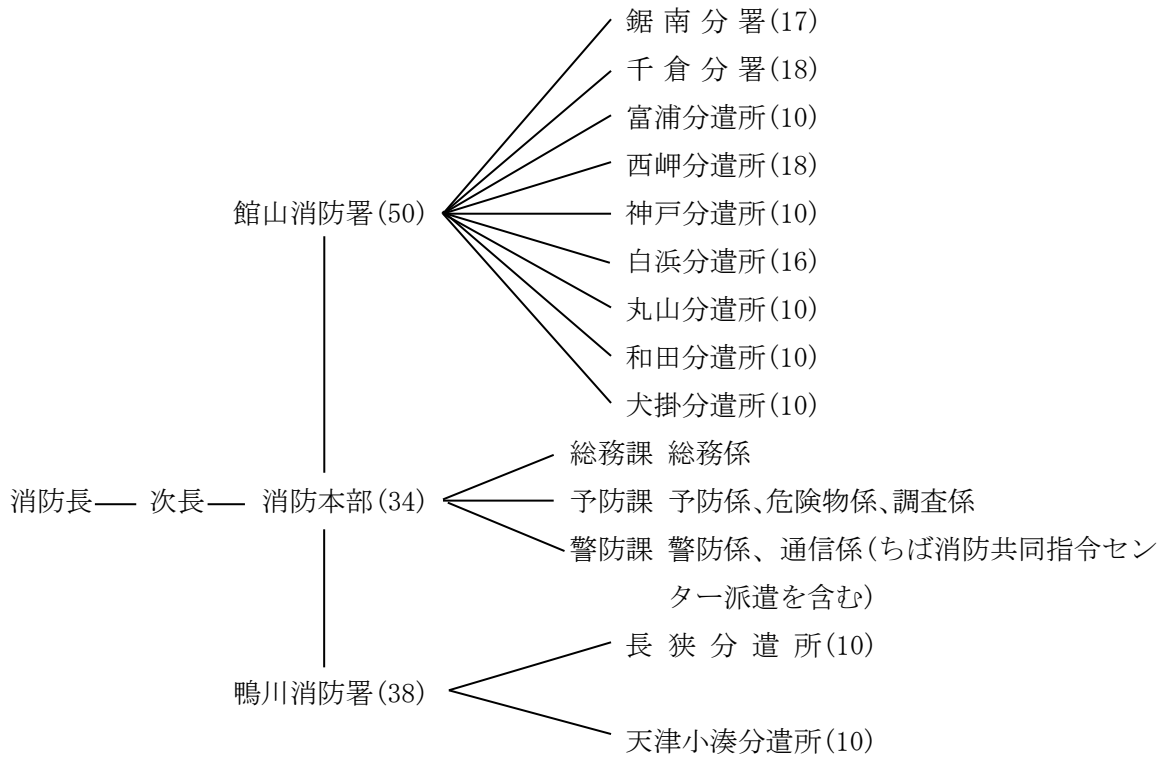 鋸南分署(17)
千倉分署(18)
富浦分遣所(10)
西岬分遣所(18)
館山消防署(50)
神戸分遣所(10)
白浜分遣所(16)
丸山分遣所(10)
和田分遣所(10)
犬掛分遣所(10)
総務課 総務係
消防長 次長 消防本部(34)
予防課 予防係、危険物係、調査係
警防課 警防係、通信係(ちば消防共同指令セン
ター派遣を含む)
長狭分遣所(10)
鴨川消防署(38)
天津小湊分遣所(10)